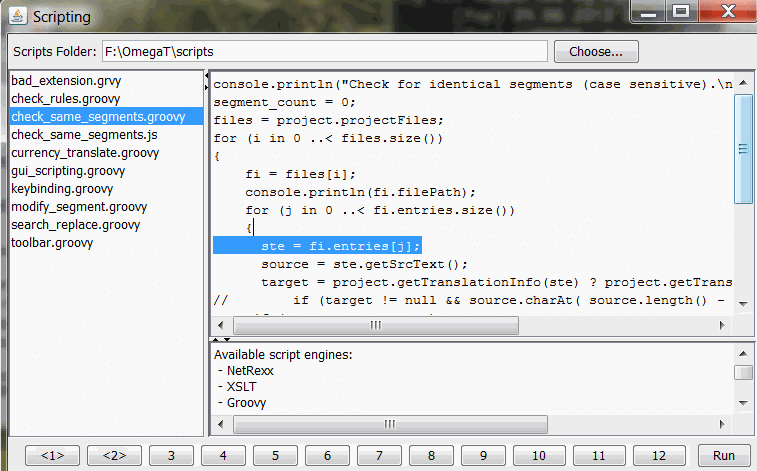 Scripting
Scripts Folder: F:\OmegaT\scripts Choose...
bad_extension.grvy
check_rules.groovy
check_same_segments.groovy
check_same_segments.js
currency_translate.groovy
gui_scripting.groovy
keybinding.groovy
modify_segment.groovy
search_replace.groovy
toolbar.groovy
console.println("Check for identical segments (case sensitive).\n
segment_count = 0;
files = project.projectFiles;
for (i in 0 ..< files.size())
{
fi = files[i];
console.println(fi.filePath);
for (j in 0 ..< fi.entries.size())
{
ste = fi.entries[j];
source = ste.getSrcText();
target = project.getTranslationInfo(ste) ? project.getTrans
// if (target != null && source.charAt( source.length() -
Available script engines:
- NetRexx
- XSLT
- Groovy
<1> <2> 3 4 5 6 7 8 9 10 11 12 Run